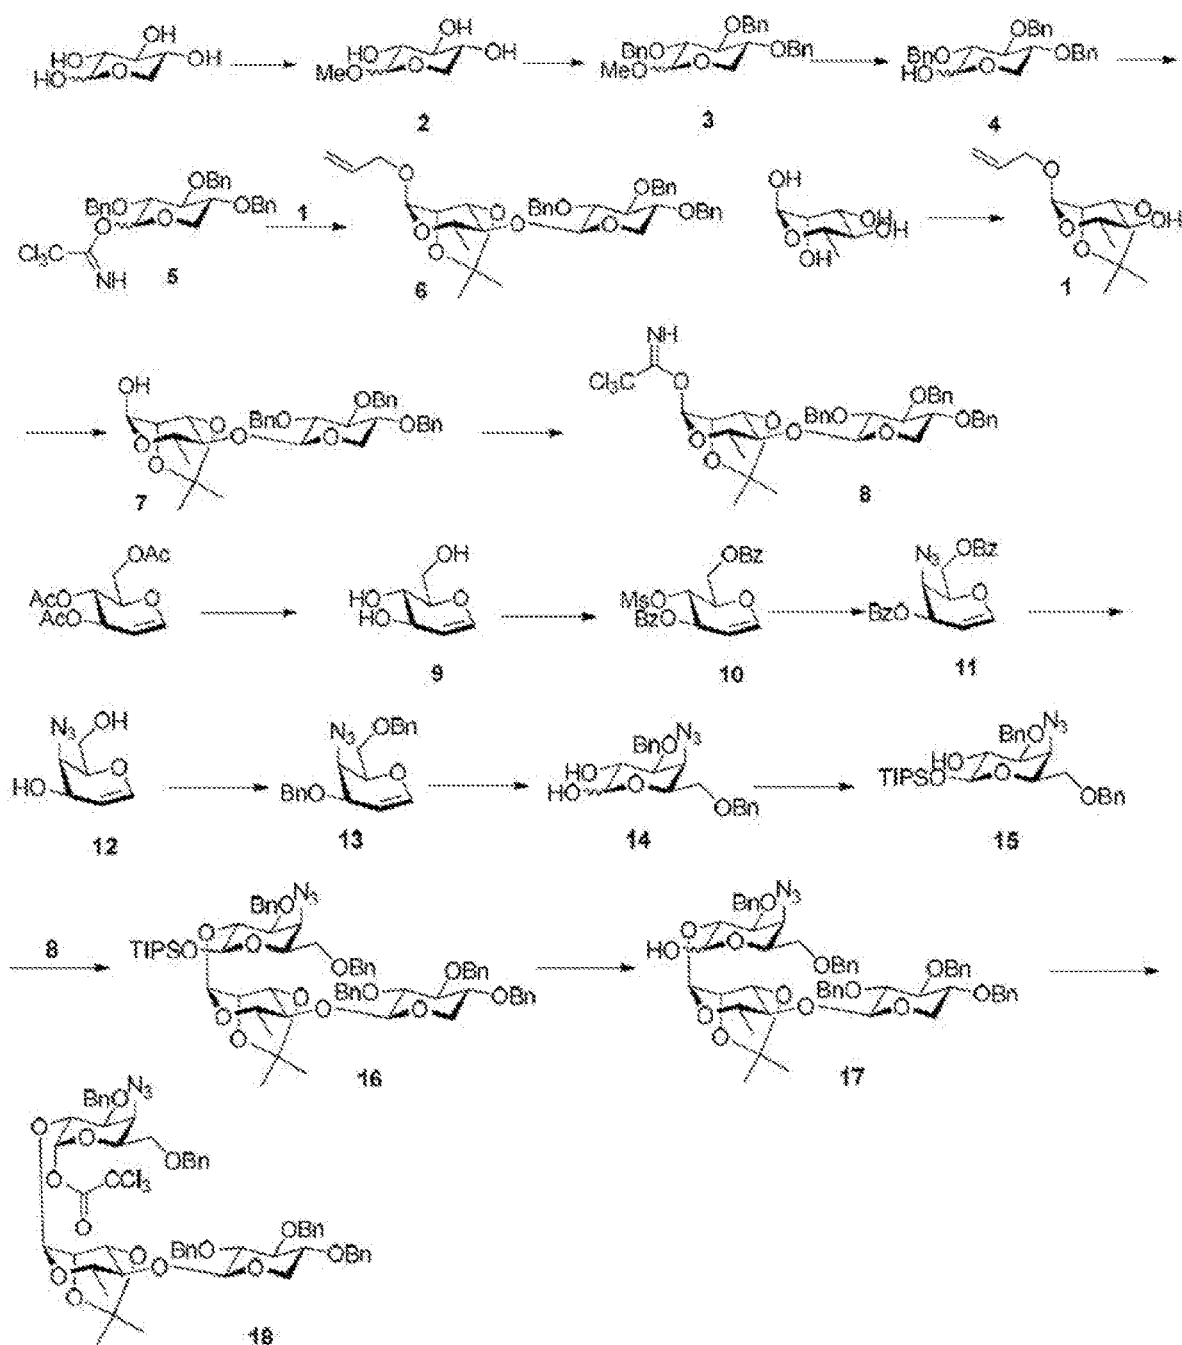 OH
HO
HO
OH
O
OH
HO
OH
MeO
O
2
OBn
BnO
OBn
MeO
O
3
OBn
BnO
OBn
HO
O
4
OBn
BnO
OBn
O
O
Cl3C
NH
5
1
O
O
O
O
O
BnO
OBn
OBn
O
6
OH
OH
OH
O
OH
O
O
OH
O
O
1
OH
O
O
O
O
BnO
OBn
OBn
O
7
NH
Cl3C
O
O
O
O
O
BnO
OBn
OBn
O
8
OAc
AcO
AcO
O
OH
HO
HO
O
9
OBz
MsO
BzO
O
10
N3
OBz
O
BzO
11
N3
OH
O
HO
12
N3
OBn
O
BnO
13
BnO
N3
HO
HO
O
OBn
14
BnO
N3
HO
TIPSO
O
OBn
15
8
BnO
N3
O
TIPSO
O
OBn
O
O
O
O
BnO
OBn
OBn
O
16
BnO
N3
O
HO
O
OBn
O
O
O
O
BnO
OBn
OBn
O
17
BnO
N3
O
O
OBn
O
CCl3
O
O
O
O
O
BnO
OBn
OBn
O
18